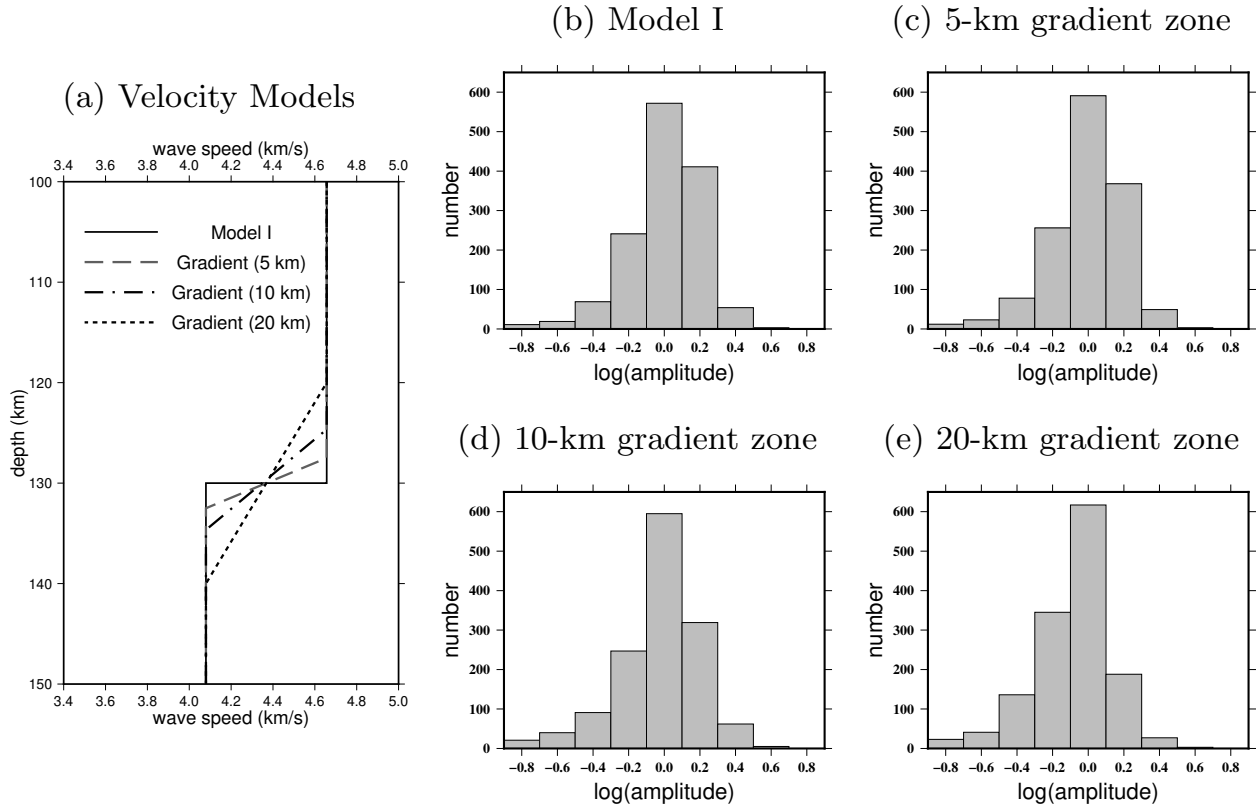 (a) Velocity Models
wave speed (km/s)
3.4 3.6 3.8 4.0 4.2 4.4 4.6 4.8 5.0
100
110
120
130
140
150
depth (km)
Model I
Gradient (5 km)
Gradient (10 km)
Gradient (20 km)
3.4 3.6 3.8 4.0 4.2 4.4 4.6 4.8 5.0
wave speed (km/s)
(b) Model I
600
500
400
300
200
100
0
number
−0.8 −0.6 −0.4 −0.2 0.0 0.2 0.4 0.6 0.8
log(amplitude)
(c) 5-km gradient zone
600
500
400
300
200
100
0
number
−0.8 −0.6 −0.4 −0.2 0.0 0.2 0.4 0.6 0.8
log(amplitude)
(d) 10-km gradient zone
600
500
400
300
200
100
0
number
−0.8 −0.6 −0.4 −0.2 0.0 0.2 0.4 0.6 0.8
log(amplitude)
(e) 20-km gradient zone
600
500
400
300
200
100
0
number
−0.8 −0.6 −0.4 −0.2 0.0 0.2 0.4 0.6 0.8
log(amplitude)